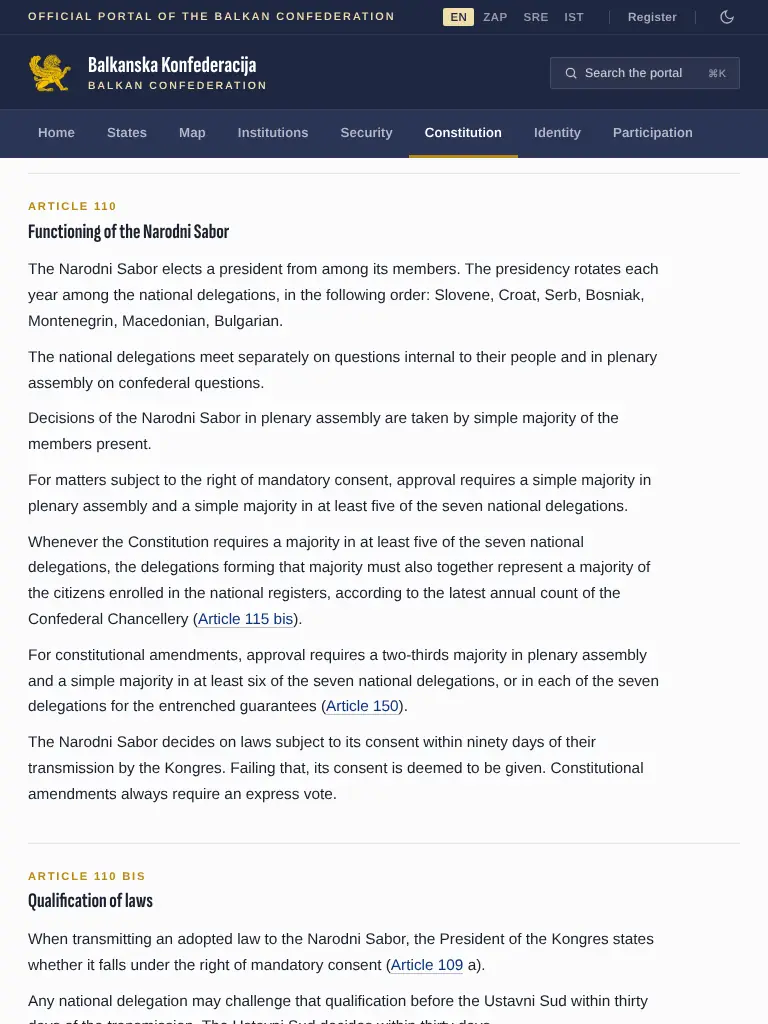 OFFICIAL PORTAL OF THE BALKAN CONFEDERATION
EN ZAP SRE IST Register
Balkanska Konfederacija
BALKAN CONFEDERATION
Search the portal ⌘K
Home States Map Institutions Security Constitution Identity Participation
ARTICLE 110
Functioning of the Narodni Sabor
The Narodni Sabor elects a president from among its members. The presidency rotates each
year among the national delegations, in the following order: Slovene, Croat, Serb, Bosniak,
Montenegrin, Macedonian, Bulgarian.
The national delegations meet separately on questions internal to their people and in plenary
assembly on confederal questions.
Decisions of the Narodni Sabor in plenary assembly are taken by simple majority of the
members present.
For matters subject to the right of mandatory consent, approval requires a simple majority in
plenary assembly and a simple majority in at least five of the seven national delegations.
Whenever the Constitution requires a majority in at least five of the seven national
delegations, the delegations forming that majority must also together represent a majority of
the citizens enrolled in the national registers, according to the latest annual count of the
Confederal Chancellery (Article 115 bis).
For constitutional amendments, approval requires a two-thirds majority in plenary assembly
and a simple majority in at least six of the seven national delegations, or in each of the seven
delegations for the entrenched guarantees (Article 150).
The Narodni Sabor decides on laws subject to its consent within ninety days of their
transmission by the Kongres. Failing that, its consent is deemed to be given. Constitutional
amendments always require an express vote.
ARTICLE 110 BIS
Qualification of laws
When transmitting an adopted law to the Narodni Sabor, the President of the Kongres states
whether it falls under the right of mandatory consent (Article 109 a).
Any national delegation may challenge that qualification before the Ustavni Sud within thirty
days of the transmission. The Ustavni Sud decides within thirty days.